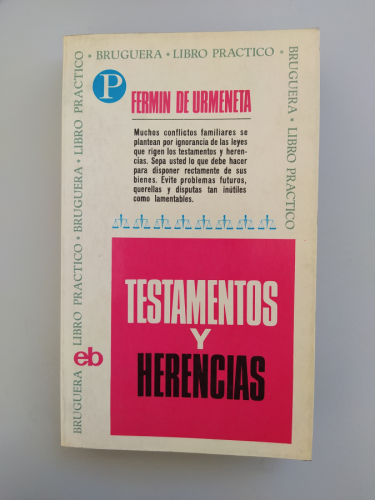 BRUGUERA • LIBRO PRACTICO • BRUGUERA • LIBRO PRACTICO
• BRUGUERA • LIBRO PRACTICO •
BRUGUERA • LIBRO PRACTICO
P
FERMIN DE URMENETA
Muchos conflictos familiares se
plantean por ignorancia de las leyes
que rigen los testamentos y heren-
cias. Sepa usted lo que debe hacer
para disponer rectamente de sus
bienes. Evite problemas futuros,
querellas y disputas tan inútiles
como lamentables.
TESTAMENTOS
Y
HERENCIAS
eb